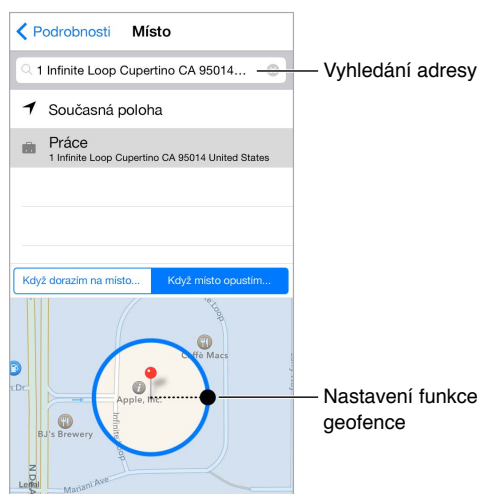 Podrobnosti Místo
1 Infinite Loop Cupertino CA 95014…
Vyhledání adresy
Současná poloha
Práce
1 Infinite Loop Cupertino CA 95014 United States
Když dorazím na místo...
Když místo opustím...
Caffè Macs
Apple, Inc.
Infinite Loop
BJ's Brewery
Mariani Ave
Legal
N D
Dr
Nastavení funkce
geofence